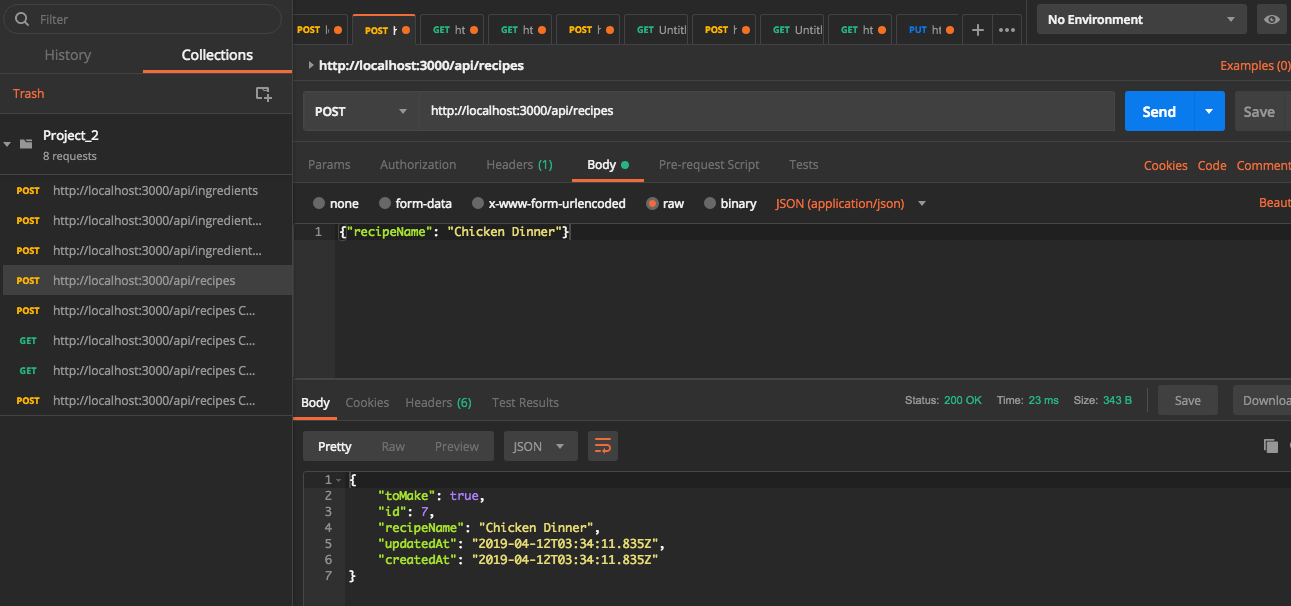 Filter
History Collections
Trash
Project_2
8 requests
POST http://localhost:3000/api/ingredients
POST http://localhost:3000/api/ingredient...
POST http://localhost:3000/api/ingredient...
POST http://localhost:3000/api/recipes
POST http://localhost:3000/api/recipes C...
GET http://localhost:3000/api/recipes C...
GET http://localhost:3000/api/recipes C...
POST http://localhost:3000/api/recipes C...
POST POST GET ht GET ht POST GET Untitl POST GET Untitl GET ht PUT ht
No Environment
http://localhost:3000/api/recipes
Examples (0)
POST http://localhost:3000/api/recipes Send Save
Params Authorization Headers (1) Body Pre-request Script Tests Cookies Code Comment
none form-data x-www-form-urlencoded raw binary JSON (application/json) Beaut
1 {"recipeName": "Chicken Dinner"}
Body Cookies Headers (6) Test Results Status: 200 OK Time: 23 ms Size: 343 B Save Downloa
Pretty Raw Preview JSON
1 {
2 "toMake": true,
3 "id": 7,
4 "recipeName": "Chicken Dinner",
5 "updatedAt": "2019-04-12T03:34:11.835Z",
6 "createdAt": "2019-04-12T03:34:11.835Z"
7 }